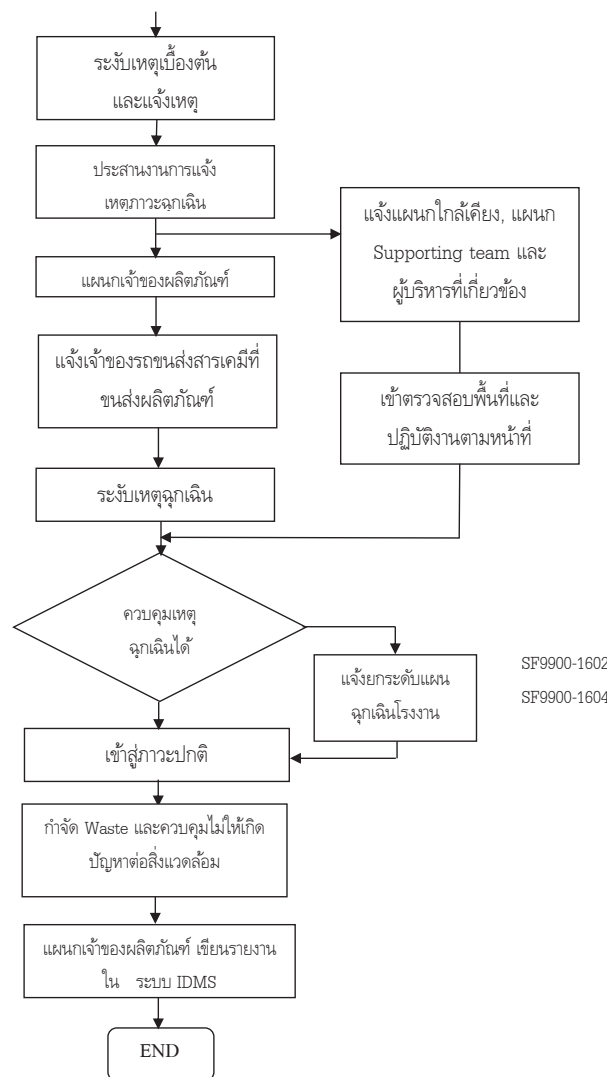 ระงับเหตุเบื้องต้น
และแจ้งเหตุ
ประสานงานการแจ้ง
เหตุภาวะฉุกเฉิน
แจ้งแผนกใกล้เคียง, แผนก
Supporting team และ
ผู้บริหารที่เกี่ยวข้อง
แผนกเจ้าของผลิตภัณฑ์
แจ้งเจ้าของรถขนส่งสารเคมีที่
ขนส่งผลิตภัณฑ์
เข้าตรวจสอบพื้นที่และ
ปฏิบัติงานตามหน้าที่
ระงับเหตุฉุกเฉิน
ควบคุมเหตุ
ฉุกเฉินได้
แจ้งยกระดับแผน
ฉุกเฉินโรงงาน
SF9900-1602
SF9900-1604
เข้าสู่ภาวะปกติ
กำจัด Waste และควบคุมไม่ให้เกิด
ปัญหาต่อสิ่งแวดล้อม
แผนกเจ้าของผลิตภัณฑ์ เขียนรายงาน
ใน ระบบ IDMS
END